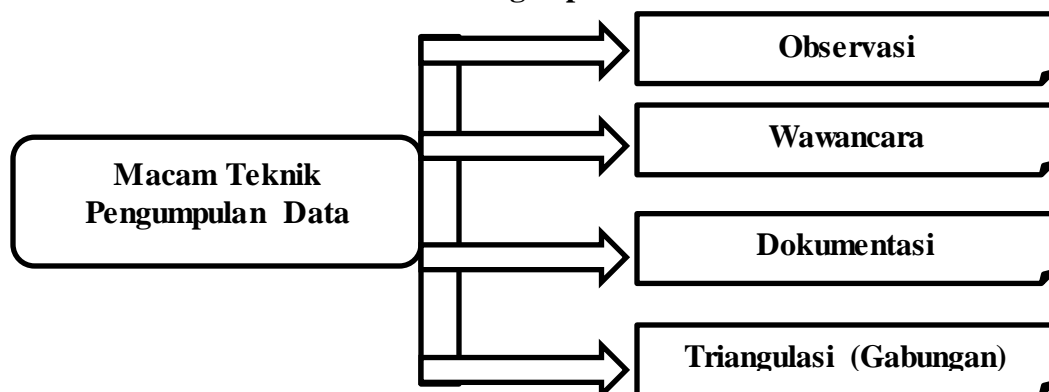 Observasi
Wawancara
Macam Teknik
Pengumpulan Data
Dokumentasi
Triangulasi (Gabungan)